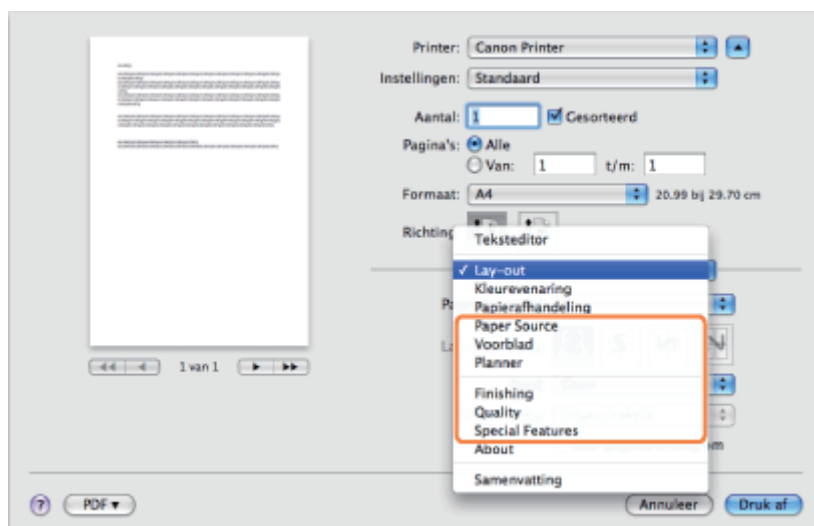 Printer: Canon Printer
Instellingen: Standaard
Aantal: 1 Gesorteerd
Pagina's: Alle
Van: 1 t/m: 1
Formaat: A4 20.99 bij 29.70 cm
Richting
Teksteditor
✓ Lay-out
Kleurevenaring
Papierafhandeling
Paper Source
Voorblad
Planner
Finishing
Quality
Special Features
About
Samenvatting
1 van 1
? PDF ▾ Annuleer Druk af